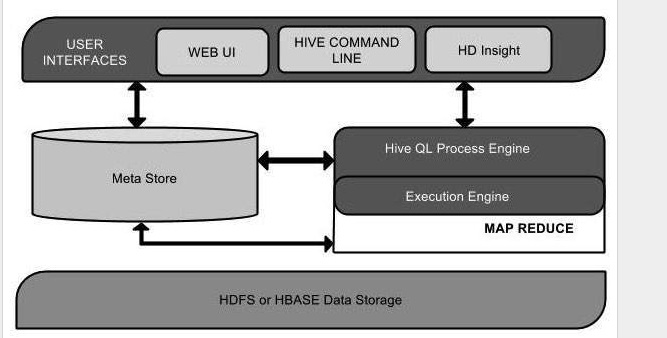 USER
INTERFACES
WEB UI
HIVE COMMAND
LINE
HD Insight
Meta Store
Hive QL Process Engine
Execution Engine
MAP REDUCE
HDFS or HBASE Data Storage